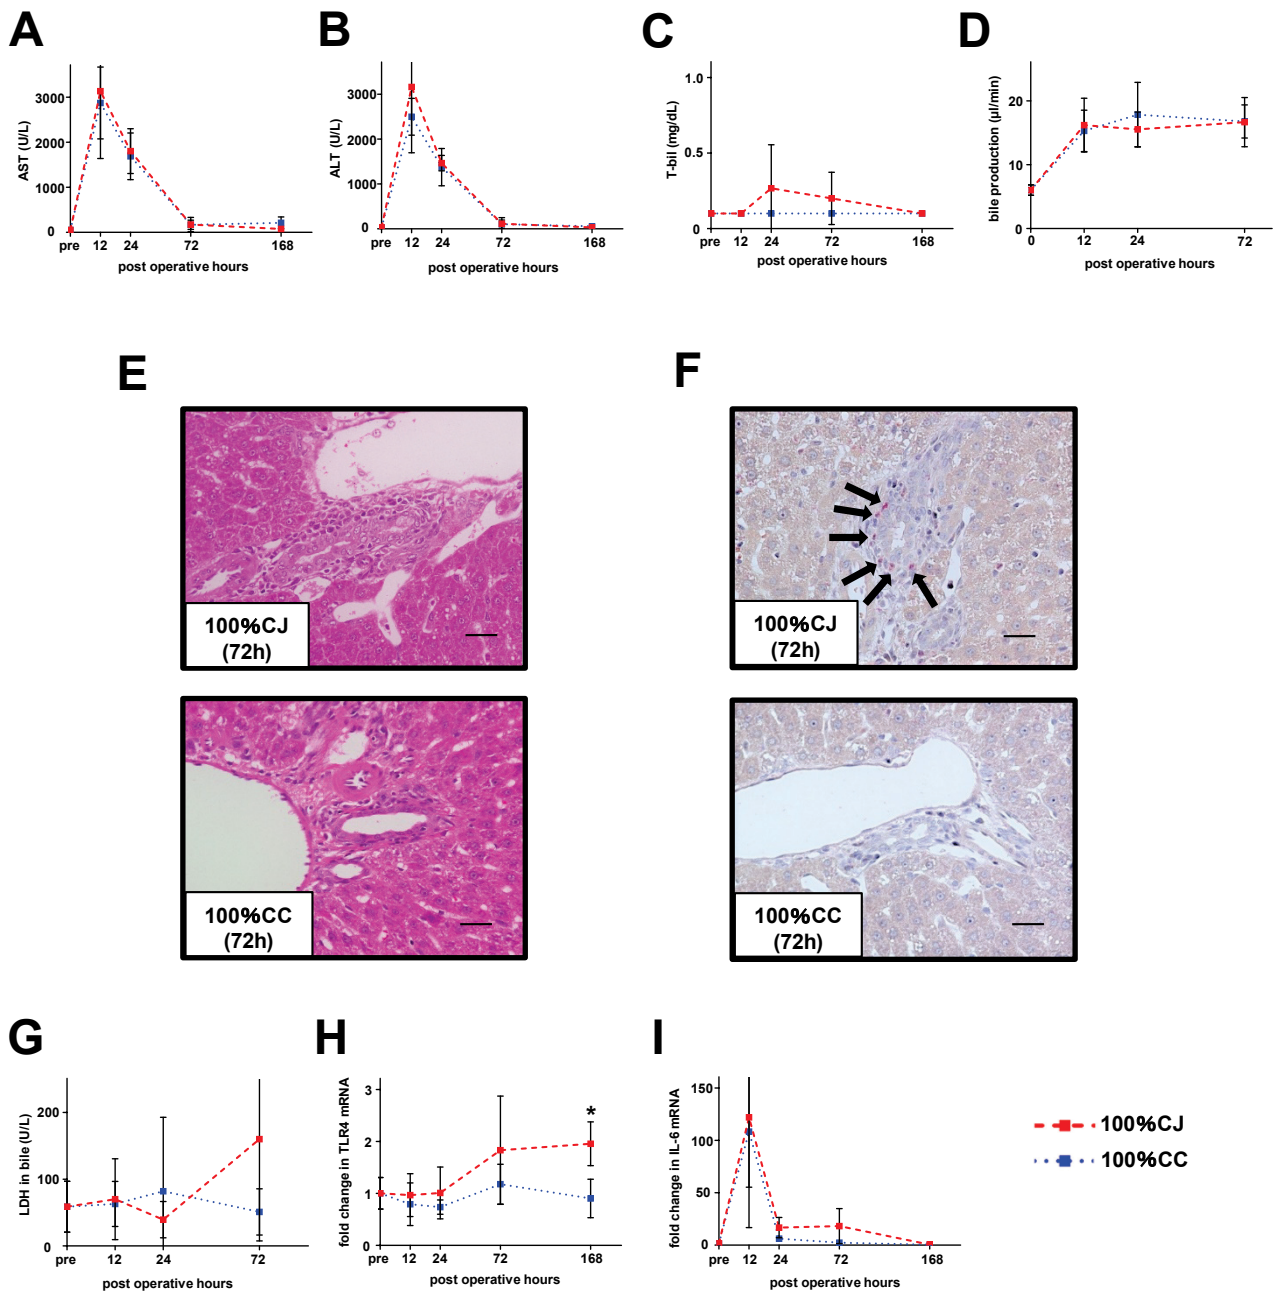 A
B
C
D
AST (U/L)
3000
2000
1000
0
pre 12 24 72 168
post operative hours
ALT (U/L)
3000
2000
1000
0
pre 12 24 72 168
post operative hours
T-bil (mg/dL)
1.0
0.5
0
pre 12 24 72 168
post operative hours
bile production (µl/min)
20
10
0
0 12 24 72
post operative hours
E
100%CJ
(72h)
100%CC
(72h)
F
100%CJ
(72h)
100%CC
(72h)
G
H
I
LDH in bile (U/L)
200
100
0
pre 12 24 72
post operative hours
fold change in TLR4 mRNA
3
2
1
0
*
pre 12 24 72 168
post operative hours
fold change in IL-6 mRNA
150
100
50
0
pre 12 24 72 168
post operative hours
100%CJ
100%CC